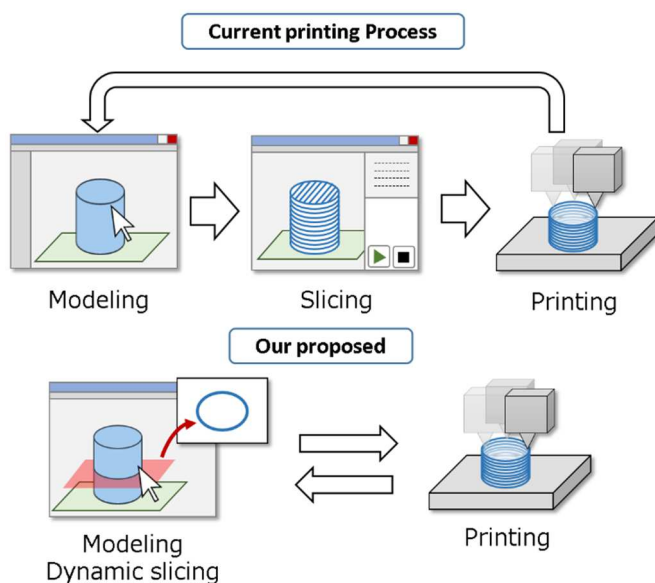 Current printing Process
Modeling
Slicing
Printing
Our proposed
Modeling
Dynamic slicing
Printing